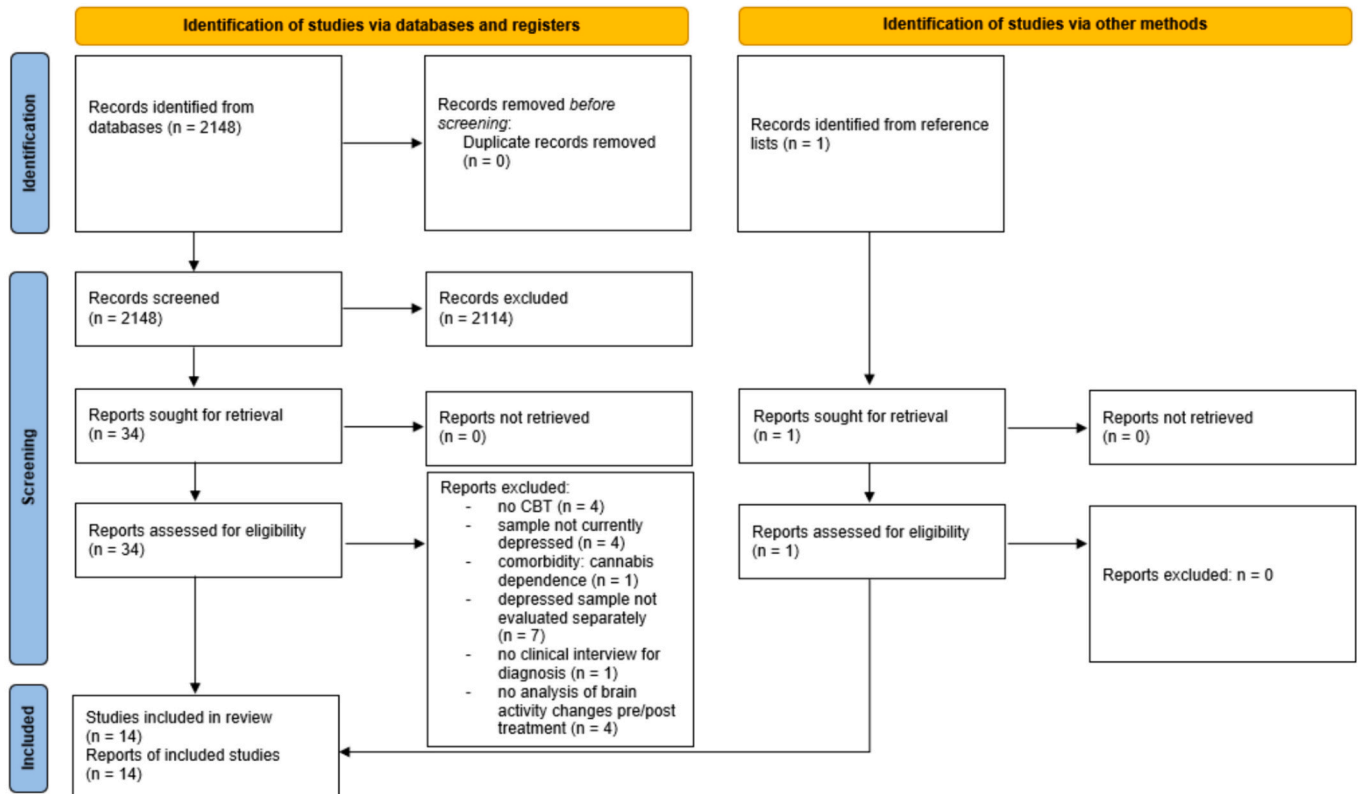 Identification of studies via databases and registers
Identification of studies via other methods
Identification
Records identified from
databases (n = 2148)
Records removed before
screening:
Duplicate records removed
(n = 0)
Records identified from reference
lists (n = 1)
Screening
Records screened
(n = 2148)
Records excluded
(n = 2114)
Reports sought for retrieval
(n = 34)
Reports not retrieved
(n = 0)
Reports sought for retrieval
(n = 1)
Reports not retrieved
(n = 0)
Reports assessed for eligibility
(n = 34)
Reports excluded:
- no CBT (n = 4)
- sample not currently
depressed (n = 4)
- comorbidity: cannabis
dependence (n = 1)
- depressed sample not
evaluated separately
(n = 7)
- no clinical interview for
diagnosis (n = 1)
- no analysis of brain
activity changes pre/post
treatment (n = 4)
Reports assessed for eligibility
(n = 1)
Reports excluded: n = 0
Included
Studies included in review
(n = 14)
Reports of included studies
(n = 14)